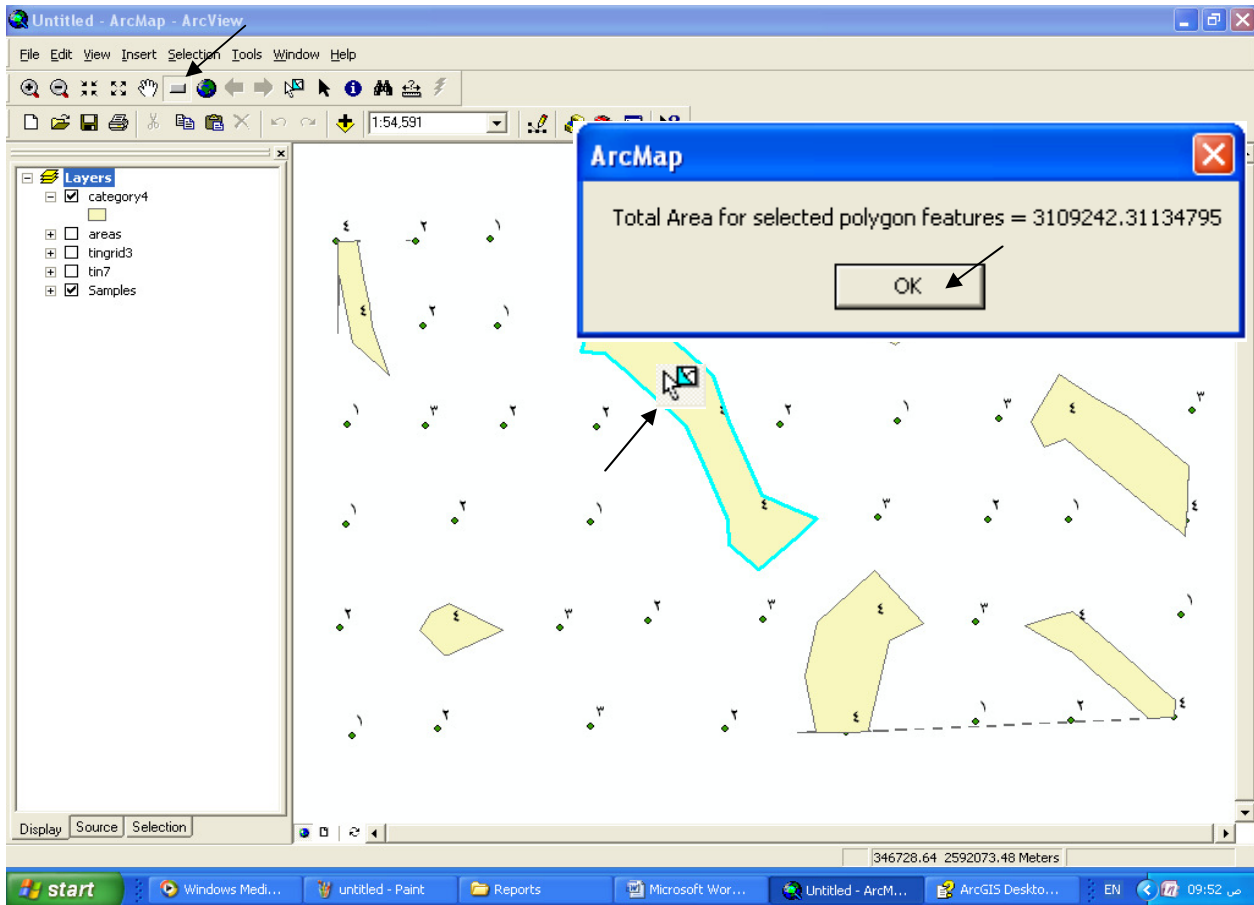 Untitled - ArcMap - ArcView
File Edit View Insert Selection Tools Window Help
1:54,591
ArcMap
Total Area for selected polygon features = 3109242.31134795
OK
Layers
category4
areas
tingrid3
tin7
Samples
٤ ٢ ١
٤ ٢ ١
١ ٣ ٢ ٢ ٤ ٢ ١ ٣ ٤ ٣
١ ٢ ١ ٤ ٣ ٢ ١ ٤
٢ ٤ ٣ ٢ ٣ ٤ ٣ ٤ ١
١ ٢ ٣ ٢ ٤ ١ ٢ ٤
Display Source Selection
346728.64 2592073.48 Meters
start Windows Medi... untitled - Paint Reports Microsoft Wor... Untitled - ArcM... ArcGIS Deskto... EN 09:52 ص